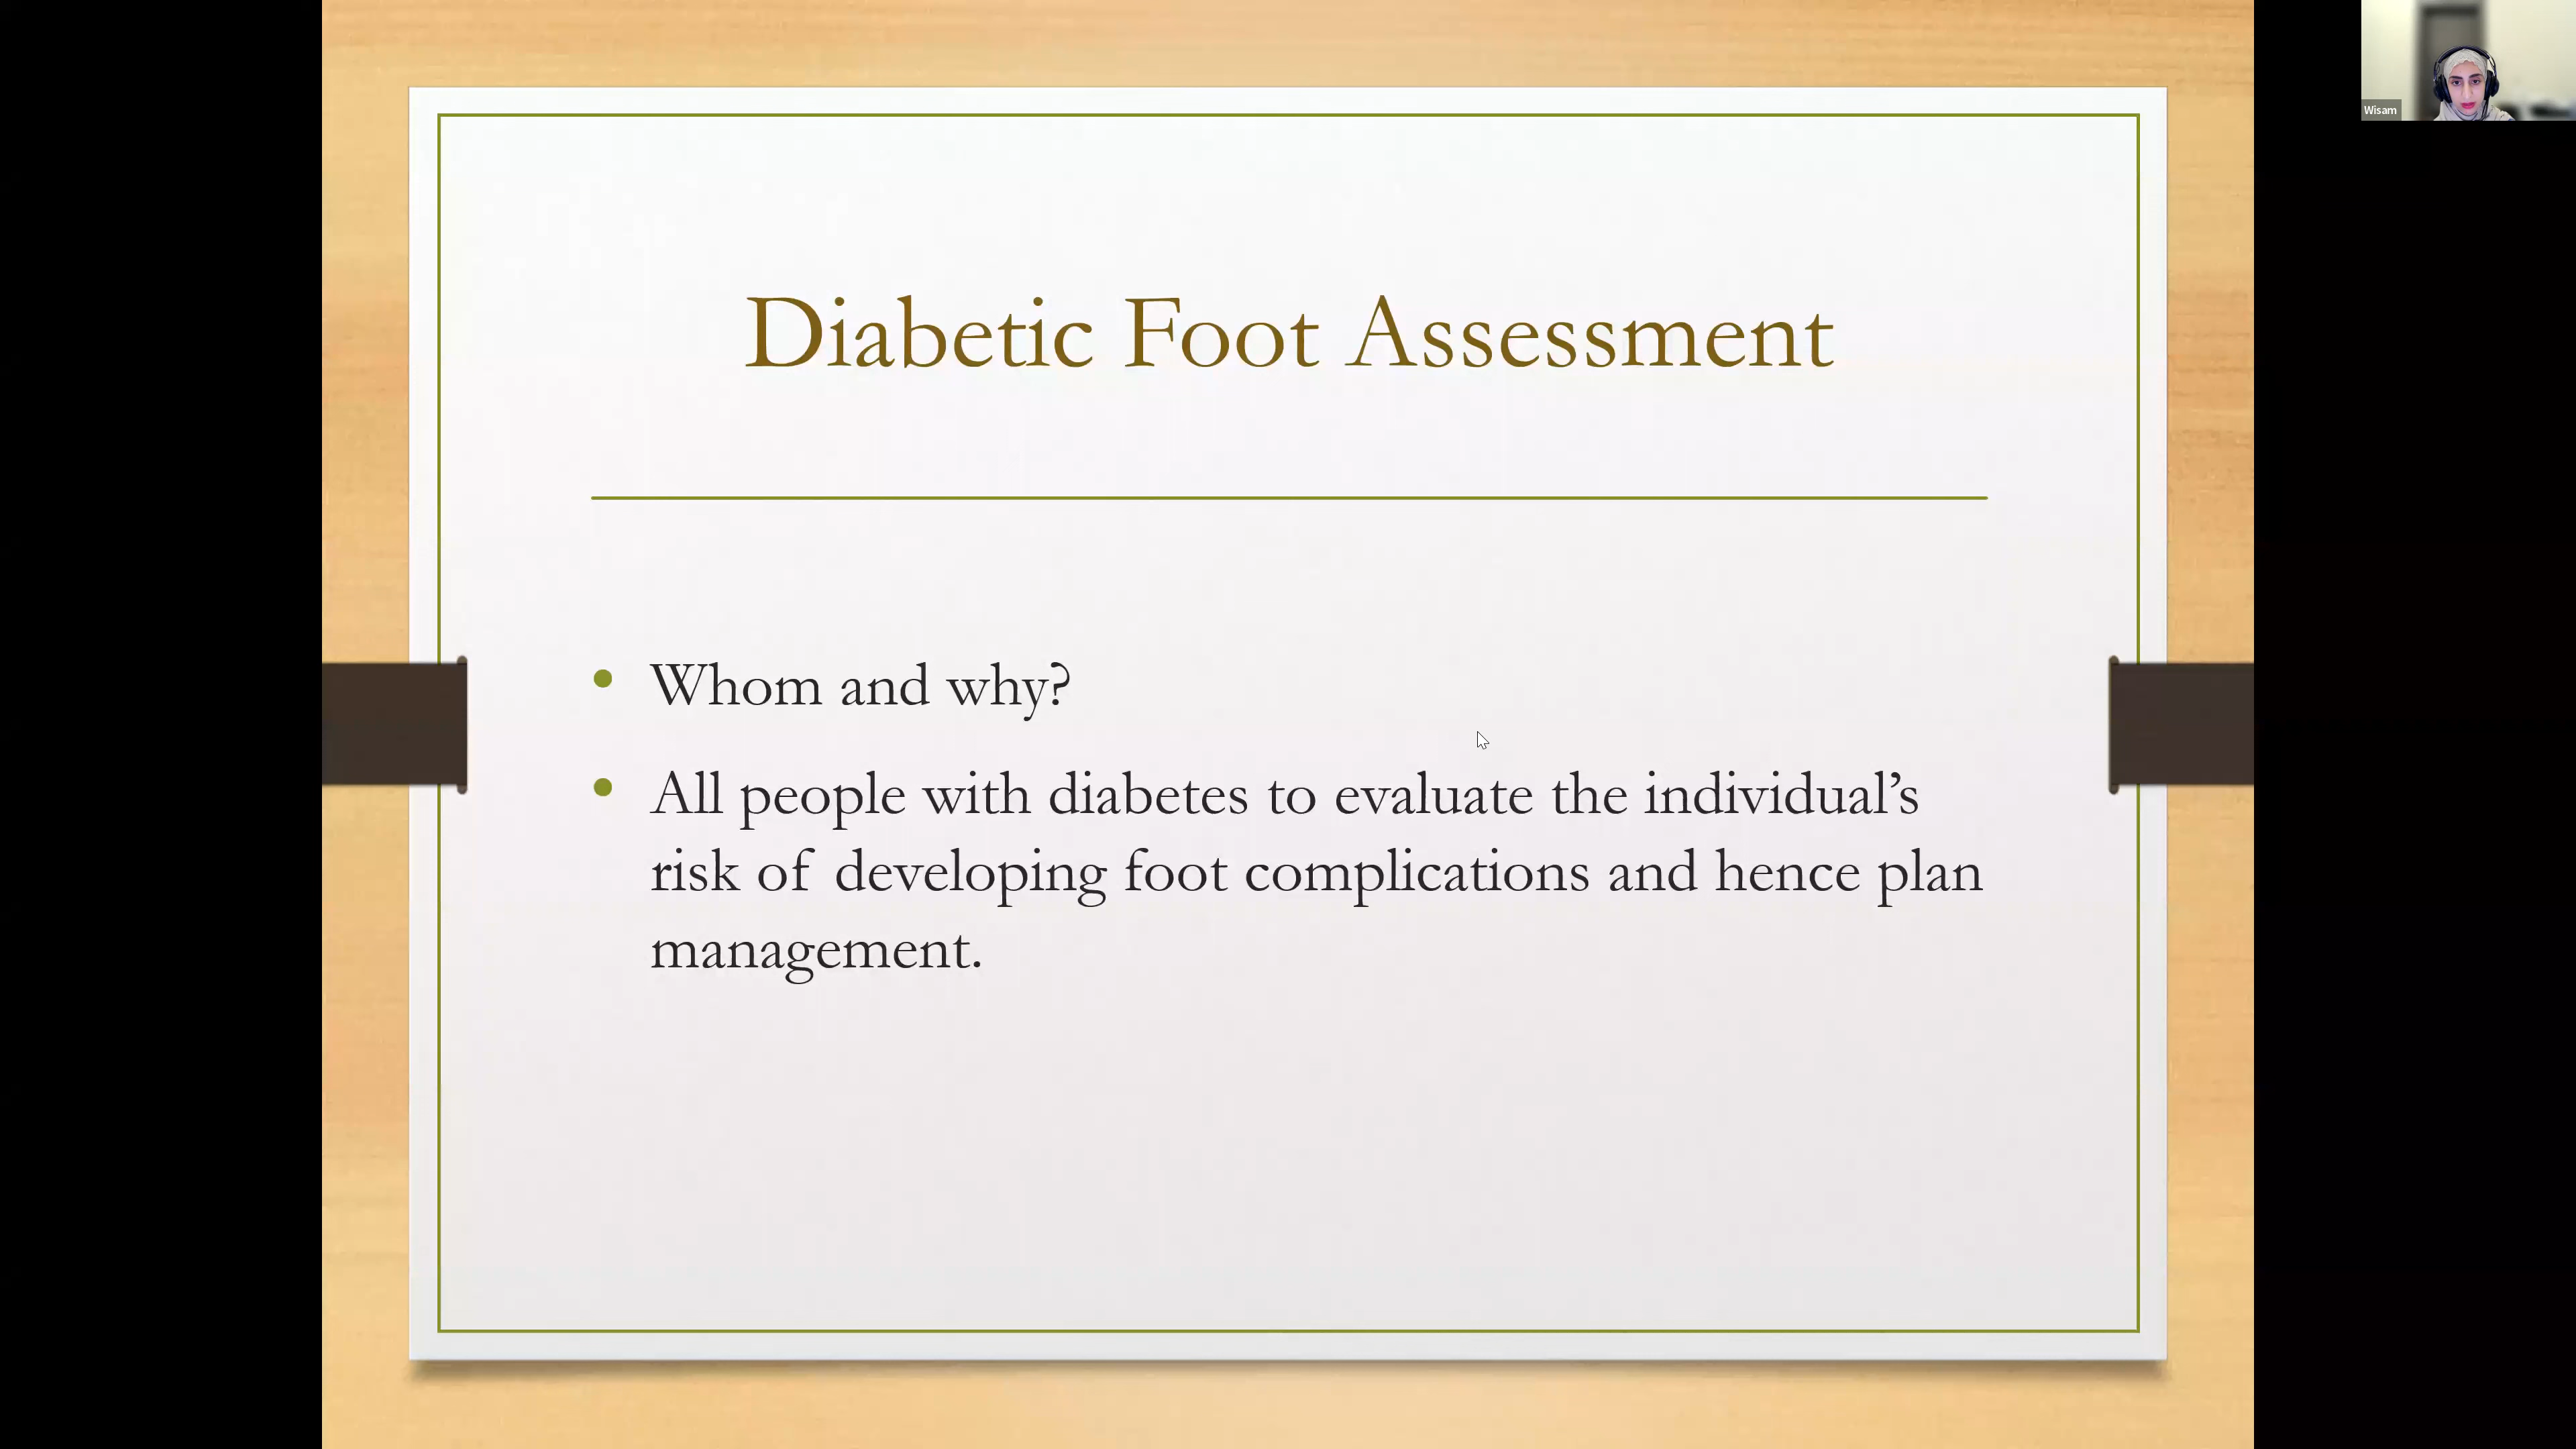 Diabetic Foot Assessment
• Whom and why?
• All people with diabetes to evaluate the individual’s
risk of developing foot complications and hence plan
management.
Wisam